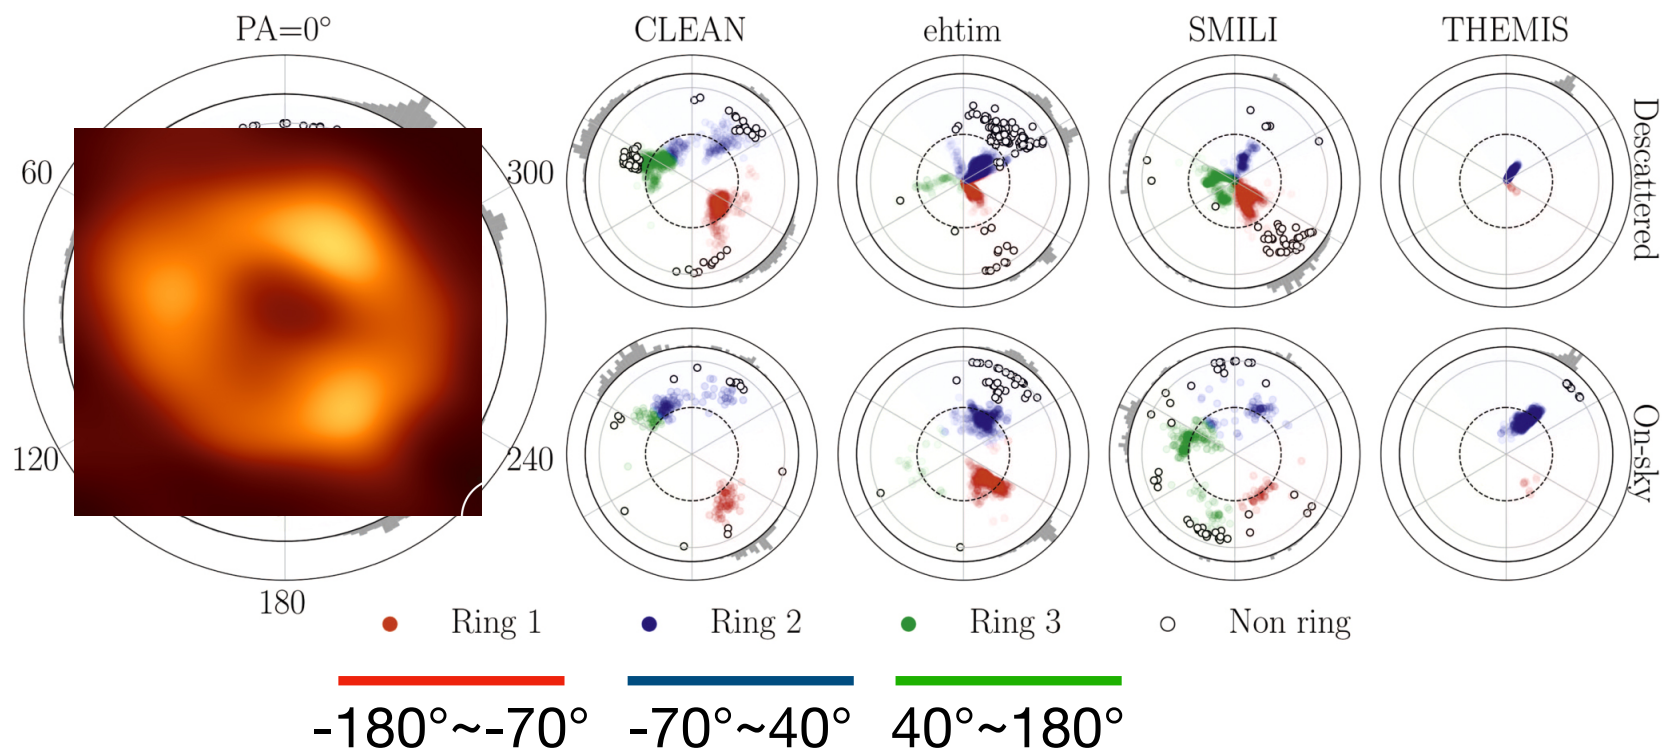 PA=0° CLEAN ehtim SMILI THEMIS
60 300
Descattered
120 240
On-sky
180
Ring 1 Ring 2 Ring 3 Non ring
-180°~-70° -70°~40° 40°~180°